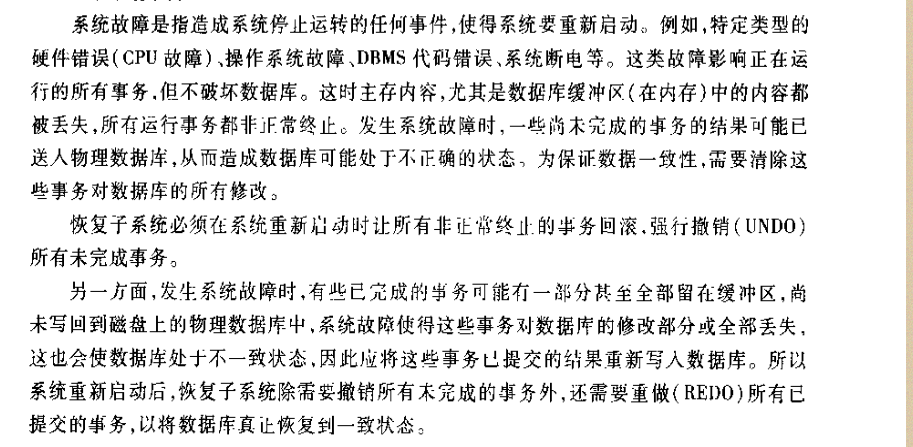 系统故障是指造成系统停止运转的任何事件,使得系统要重新启动。例如,特定类型的
硬件错误(CPU 故障)、操作系统故障、DBMS 代码错误、系统断电等。这类故障影响正在运
行的所有事务,但不破坏数据库。这时主存内容,尤其是数据库缓冲区(在内存)中的内容都
被丢失,所有运行事务都非正常终止。发生系统故障时,一些尚未完成的事务的结果可能已
送入物理数据库,从而造成数据库可能处于不正确的状态。为保证数据一致性,需要清除这
些事务对数据库的所有修改。
恢复子系统必须在系统重新启动时让所有非正常终止的事务回滚,强行撤销(UNDO)
所有未完成事务。
另一方面,发生系统故障时,有些已完成的事务可能有一部分甚至全部留在缓冲区,尚
未写回到磁盘上的物理数据库中,系统故障使得这些事务对数据库的修改部分或全部丢失,
这也会使数据库处于不一致状态,因此应将这些事务已提交的结果重新写入数据库。所以
系统重新启动后,恢复子系统除需要撤销所有未完成的事务外,还需要重做(REDO)所有已
提交的事务,以将数据库真正恢复到一致状态。